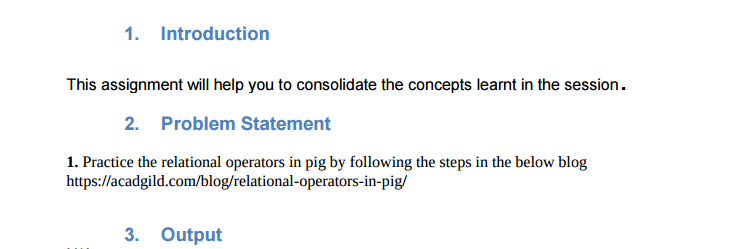 1. Introduction
This assignment will help you to consolidate the concepts learnt in the session.
2. Problem Statement
1. Practice the relational operators in pig by following the steps in the below blog
https://acadgild.com/blog/relational-operators-in-pig/
3. Output